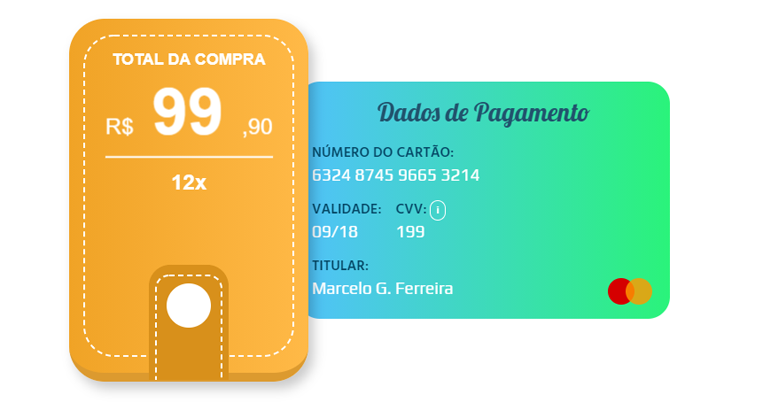 TOTAL DA COMPRA
R$ 99 ,90
12x
Dados de Pagamento
NÚMERO DO CARTÃO:
6324 8745 9665 3214
VALIDADE: CVV: i
09/18 199
TITULAR:
Marcelo G. Ferreira